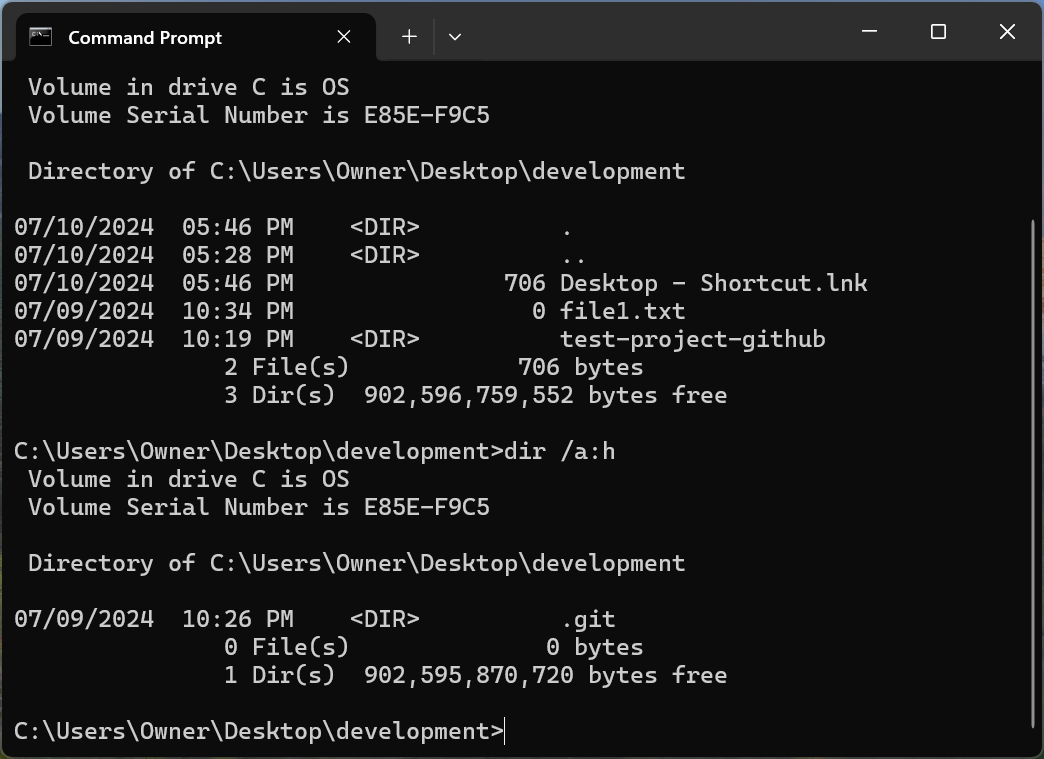 Command Prompt
Volume in drive C is OS
Volume Serial Number is E85E-F9C5
Directory of C:\Users\Owner\Desktop\development
07/10/2024  05:46 PM    <DIR>          .
07/10/2024  05:28 PM    <DIR>          ..
07/10/2024  05:46 PM               706 Desktop - Shortcut.lnk
07/09/2024  10:34 PM                 0 file1.txt
07/09/2024  10:19 PM    <DIR>          test-project-github
               2 File(s)            706 bytes
               3 Dir(s)  902,596,759,552 bytes free
C:\Users\Owner\Desktop\development>dir /a:h
Volume in drive C is OS
Volume Serial Number is E85E-F9C5
Directory of C:\Users\Owner\Desktop\development
07/09/2024  10:26 PM    <DIR>          .git
               0 File(s)              0 bytes
               1 Dir(s)  902,595,870,720 bytes free
C:\Users\Owner\Desktop\development>